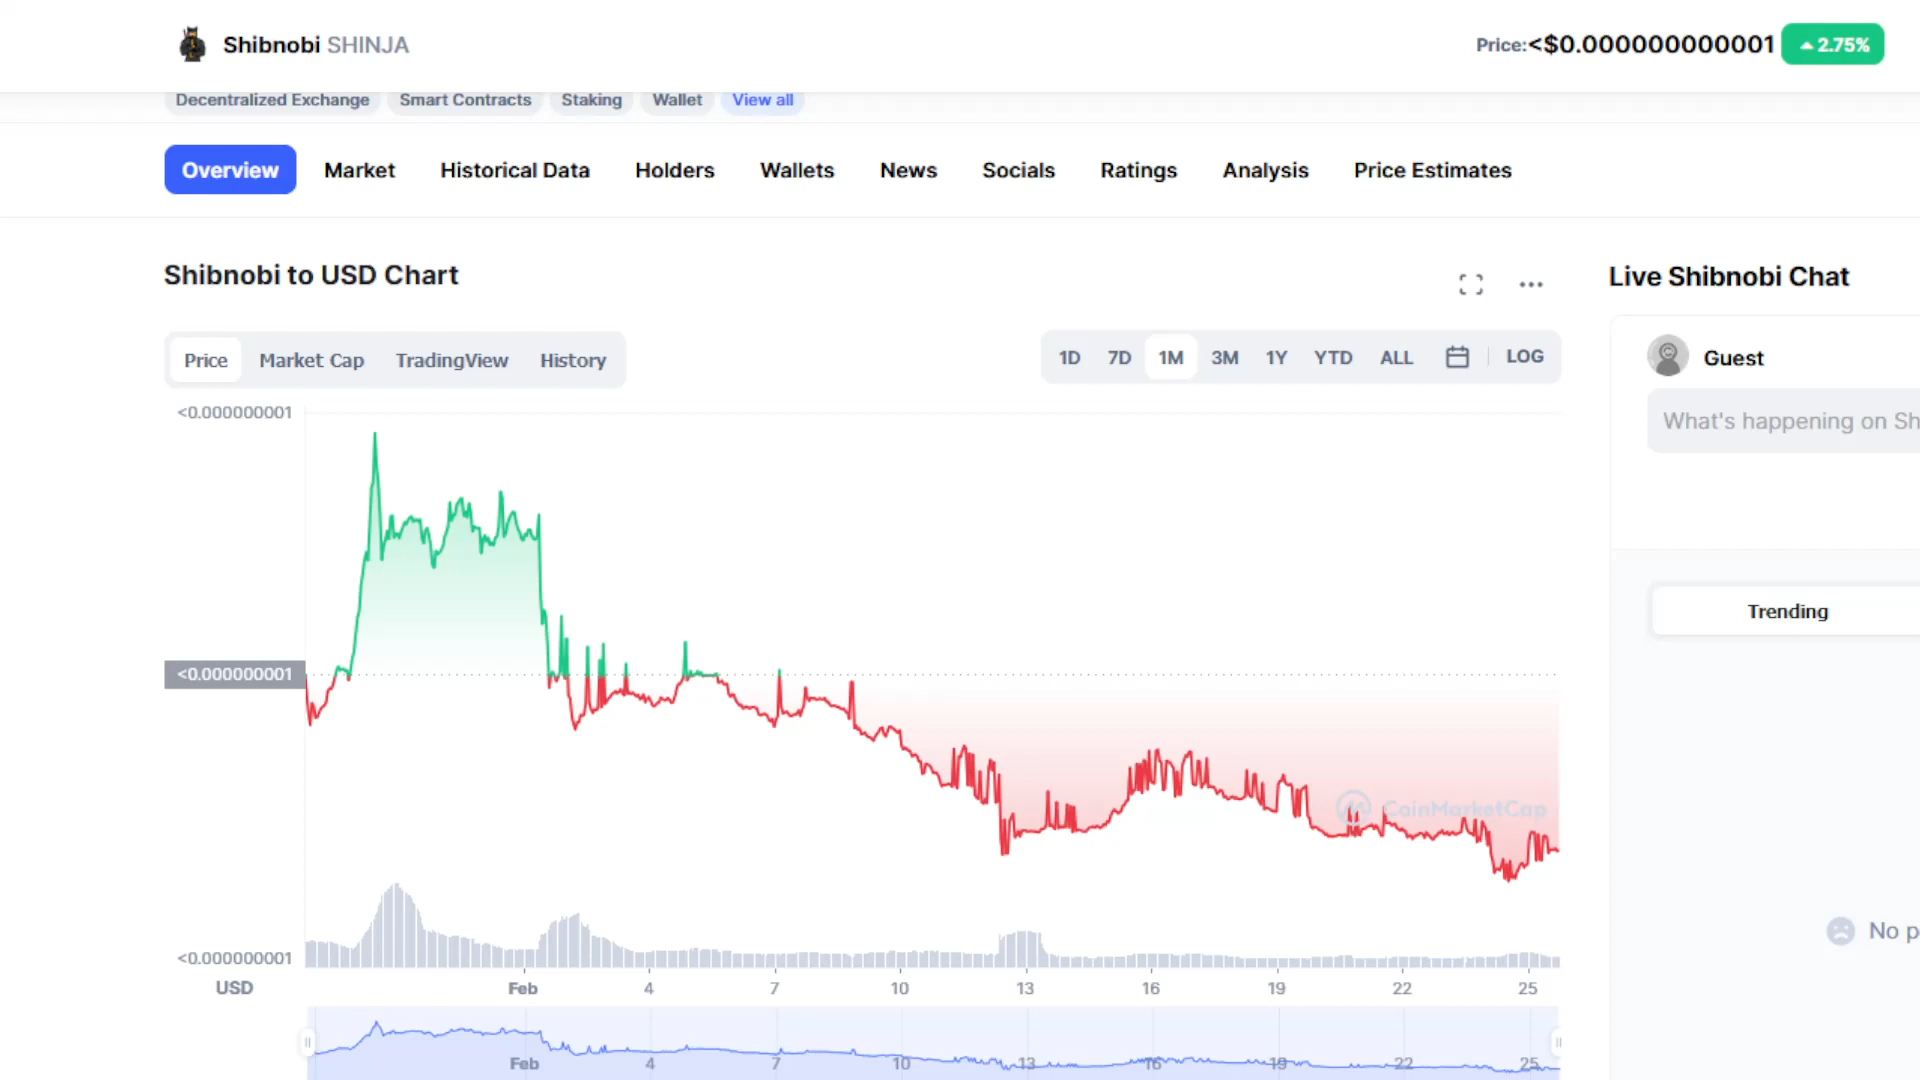 Shibnobi SHINJA
Price:<$0.000000000001 2.75%
Decentralized Exchange Smart Contracts Staking Wallet View all
Overview Market Historical Data Holders Wallets News Socials Ratings Analysis Price Estimates
Shibnobi to USD Chart
Price Market Cap TradingView History
1D 7D 1M 3M 1Y YTD ALL LOG
<0.000000001
<0.000000001
<0.000000001
CoinMarketCap
USD
Feb 4 7 10 13 16 19 22 25
Feb 4 7 10 13 16 19 22 25
Live Shibnobi Chat
Guest
What's happening on Sh
Trending
No p